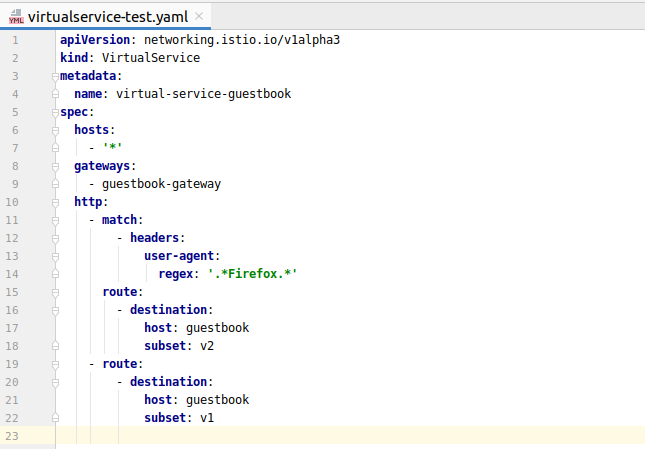 YML virtualservice-test.yaml
1 apiVersion: networking.istio.io/v1alpha3
2 kind: VirtualService
3 metadata:
4   name: virtual-service-guestbook
5 spec:
6   hosts:
7     - '*'
8   gateways:
9     - guestbook-gateway
10   http:
11     - match:
12         - headers:
13             user-agent:
14               regex: '.*Firefox.*'
15       route:
16         - destination:
17             host: guestbook
18             subset: v2
19     - route:
20         - destination:
21             host: guestbook
22             subset: v1
23